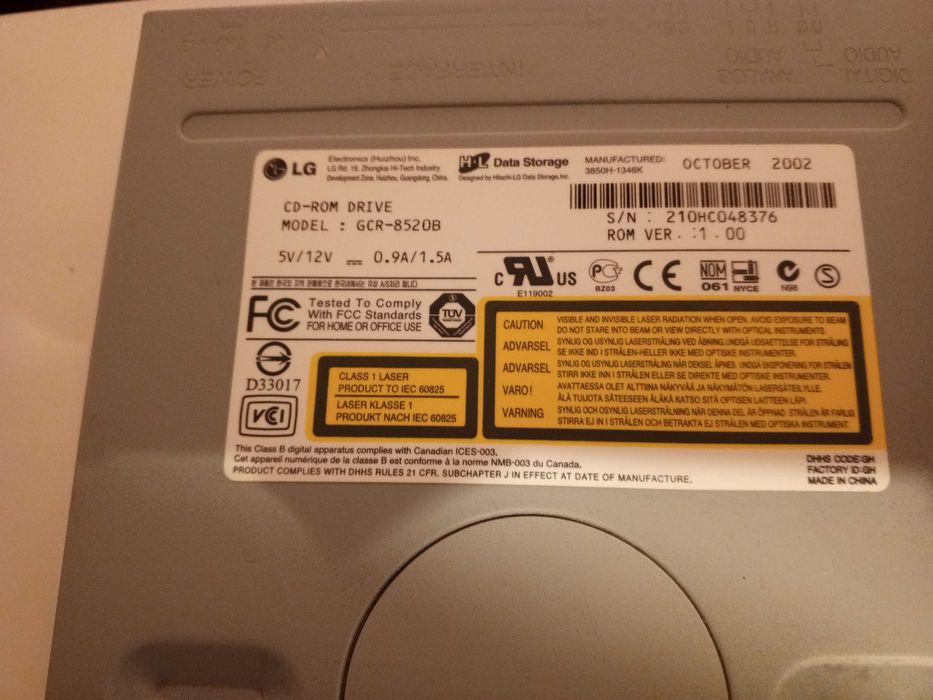 POWER
INTERFACE
ANALOG AUDIO
DIGITAL AUDIO
LG
Electronics (Huizhou) Inc.
LG Rd. 19. Zhongkai Hi-Tech Industry
Development Zone, Huizhou, Guangdong, China.
H·L Data Storage
Designed by Hitachi-LG Data Storage, Inc.
MANUFACTURED: OCTOBER 2002
3850H-1346K
CD-ROM DRIVE
MODEL : GCR-8520B
S/N : 210HC048376
ROM VER. :1.00
5V/12V 0.9A/1.5A
C RU ® US
E119002
PCT
BZ03
CE
NOM
061 NYCE
N98
S
FC Tested To Comply
With FCC Standards
FOR HOME OR OFFICE USE
TÜV
D33017
VCI
CLASS 1 LASER
PRODUCT TO IEC 60825
LASER KLASSE 1
PRODUKT NACH IEC 60825
CAUTION VISIBLE AND INVISIBLE LASER RADIATION WHEN OPEN. AVOID EXPOSURE TO BEAM
DO NOT STARE INTO BEAM OR VIEW DIRECTLY WITH OPTICAL INSTRUMENTS.
ADVARSEL SYNLIG OG USYNLIG LASERSTRÅLING VED ÅBNING. UNDGÅ UDSAETTELSE FOR STRÅLING
SE IKKE IND I STRÅLEN-HELLER IKKE MED OPTISKE INSTRUMENTER.
ADVARSEL SYNLIG OG USYNLIG LASERSTRÅLING NÅR DEKSEL ÅPNES. UNDGÅ EKSPONERING FOR STRÅLEN
STIRR IKKE INN I STRÅLEN ELLER SE DIREKTE MED OPTISKE INSTRUMENTER.
VARO! AVATTAESSA OLET ALTTIINA NÄKYVÄÄ JA NÄKYMÄTÖN LASERSÄTEILYLLE.
ÄLÄ TUIJOTA SÄTEESEEN ÄLÄKÄ KATSO SITÄ OPTISEN LAITTEEN LÄPI.
VARNING SYNLIG OCH OSYNLIG LASERSTRÅLNING NÄR DENNA DEL ÄR ÖPPNAD. STRÅLEN ÄR FARLIG
STIRRA EJ IN I STRÅLEN OCH BETRAKTA EJ STRÅLEN MED OPTISKA INSTRUMENT.
This Class B digital apparatus complies with Canadian ICES-003.
Cet appareil numérique de la classe B est conforme à la norme NMB-003 du Canada.
PRODUCT COMPLIES WITH DHHS RULES 21 CFR. SUBCHAPTER J IN EFFECT AT DATE OF MANUFACTURE.
DHHS CODE:GH
FACTORY ID:GH
MADE IN CHINA